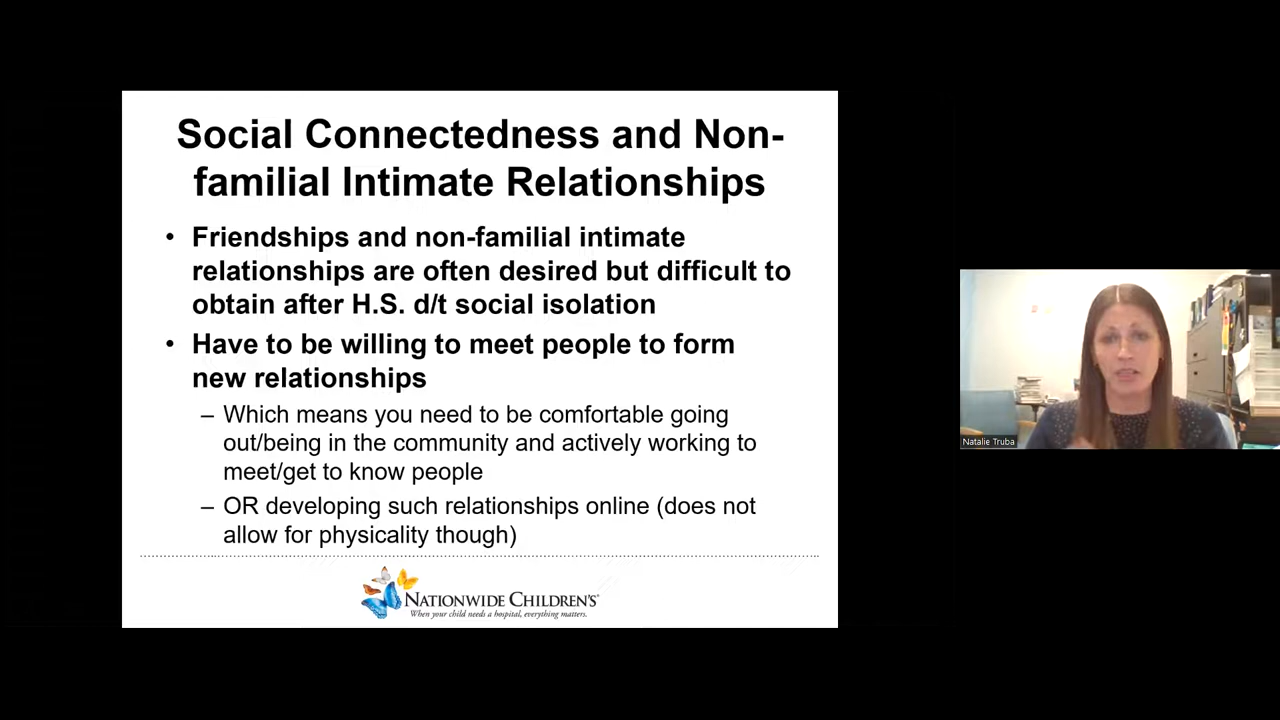 Social Connectedness and Non-
familial Intimate Relationships
• Friendships and non-familial intimate
relationships are often desired but difficult to
obtain after H.S. d/t social isolation
• Have to be willing to meet people to form
new relationships
– Which means you need to be comfortable going
out/being in the community and actively working to
meet/get to know people
– OR developing such relationships online (does not
allow for physicality though)
NATIONWIDE CHILDREN'S
When your child needs a hospital, everything matters.
Natalie Truba